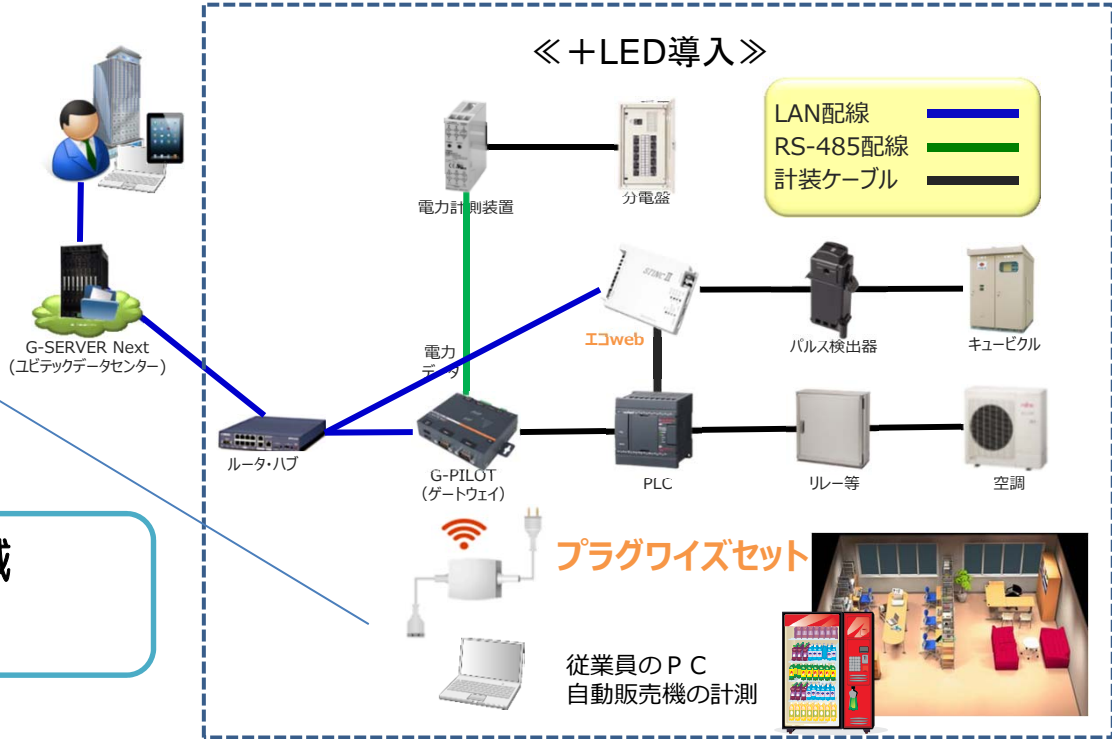 ≪＋LED導入≫
LAN配線
RS-485配線
計装ケーブル
電力計測装置
分電盤
エコweb
パルス検出器
キュービクル
G-SERVER Next
(ユビテックデータセンター)
電力
データ
ルータ・ハブ
G-PILOT
(ゲートウェイ)
PLC
リレー等
空調
減
プラグワイズセット
従業員のＰＣ
自動販売機の計測